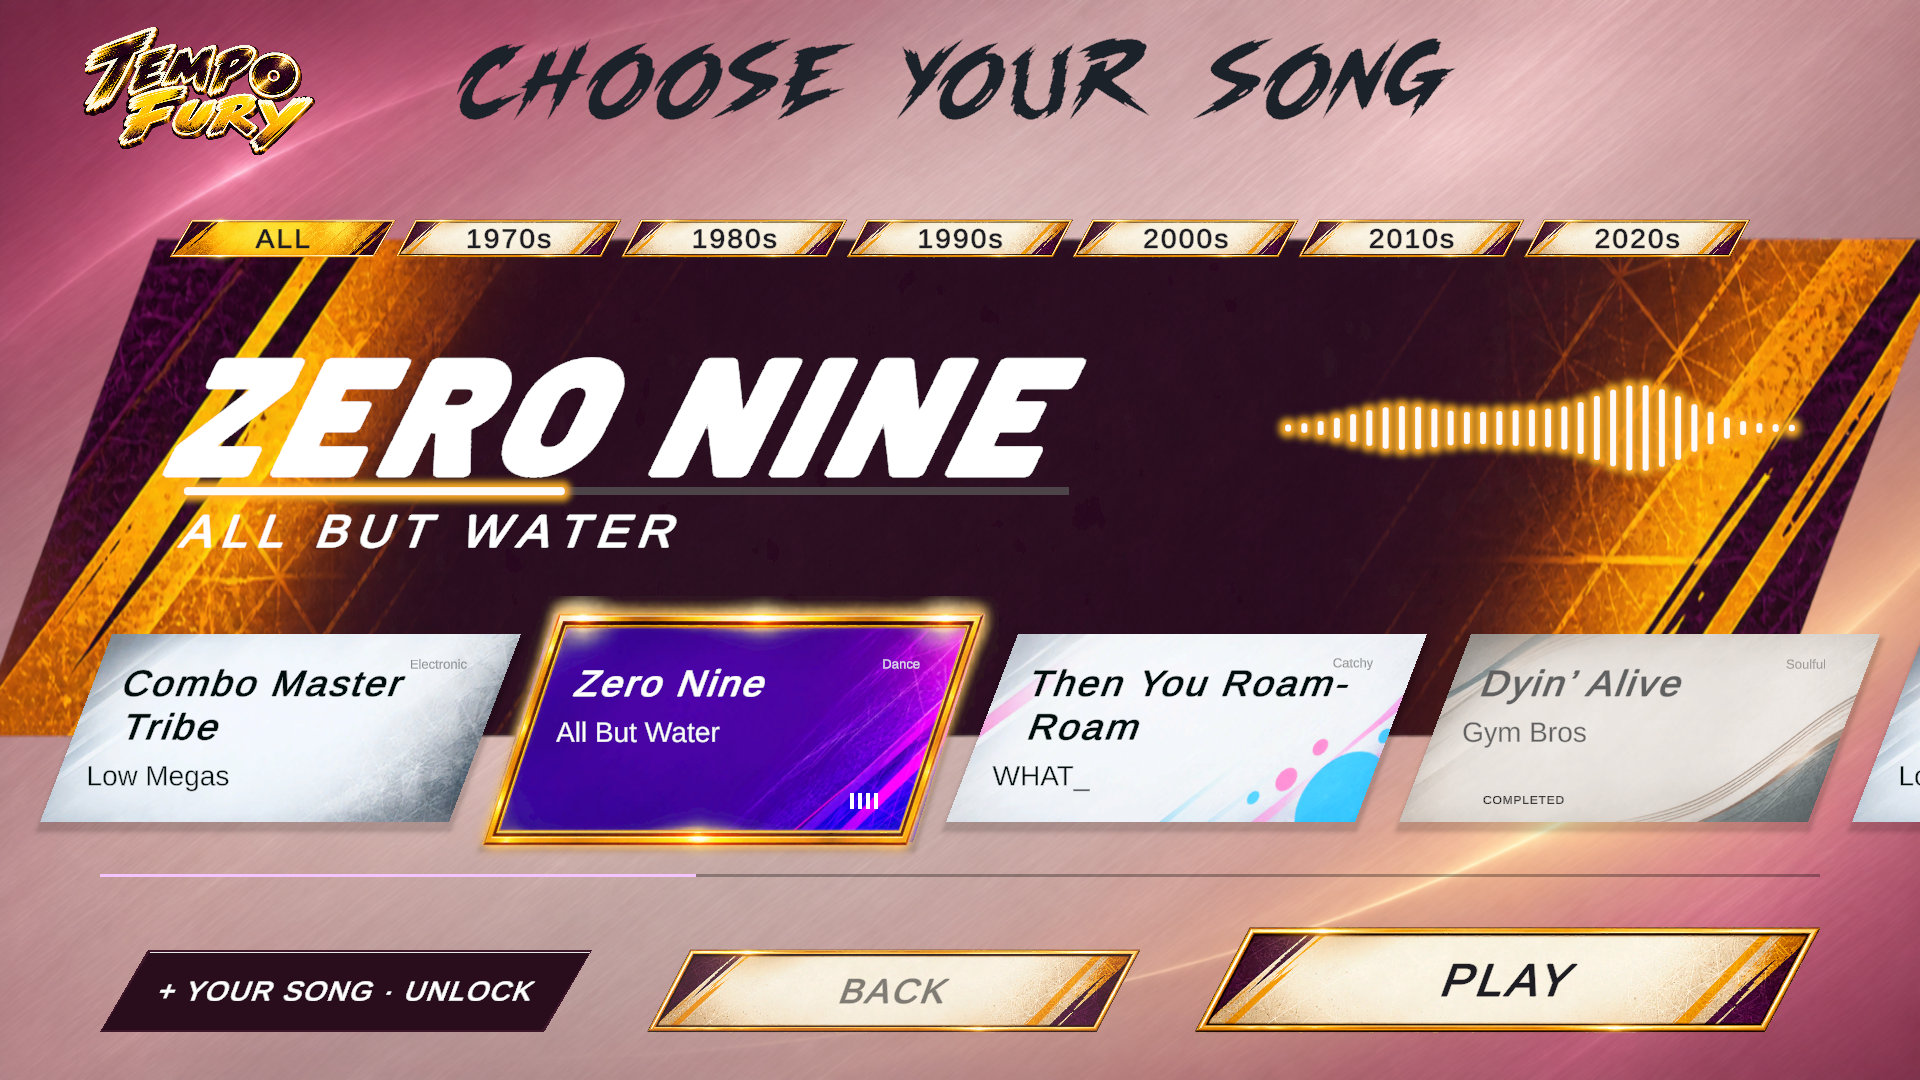 TEMPO
FURY
CHOOSE YOUR SONG
ALL
1970s
1980s
1990s
2000s
2010s
2020s
ZERO NINE
ALL BUT WATER
Electronic
Combo Master
Tribe
Low Megas
Dance
Zero Nine
All But Water
Catchy
Then You Roam-
Roam
WHAT_
Soulful
Dyin’ Alive
Gym Bros
COMPLETED
+ YOUR SONG · UNLOCK
BACK
PLAY